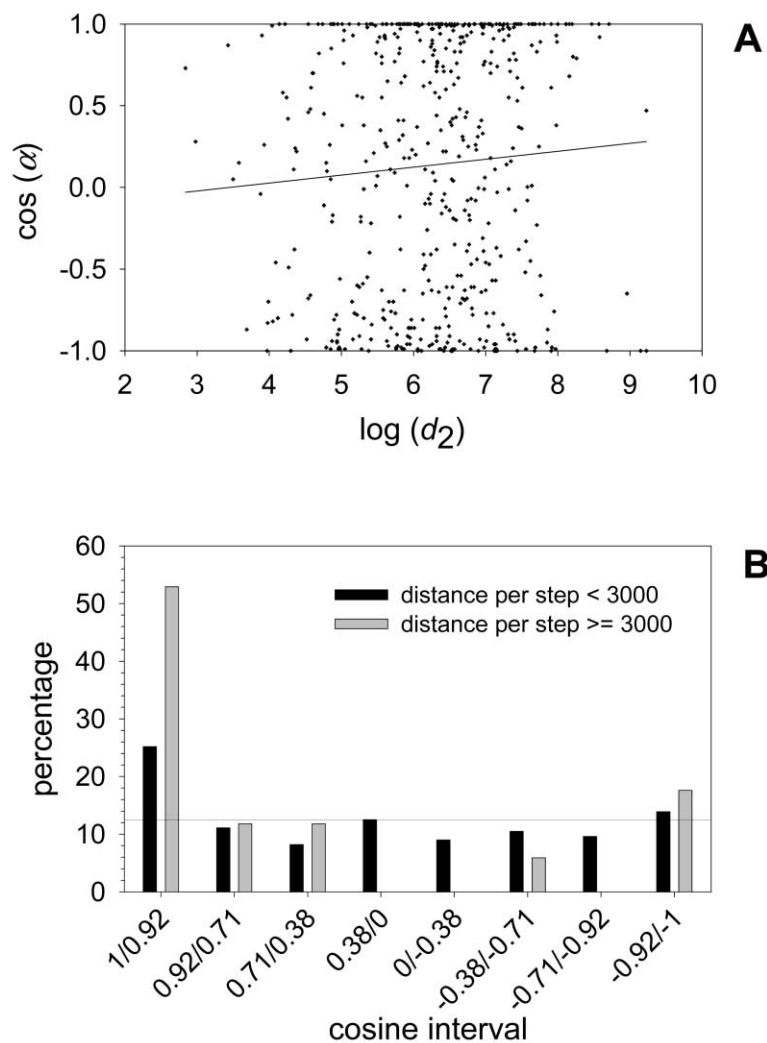 A
1.0
0.5
0.0
-0.5
-1.0
cos (α)
2 3 4 5 6 7 8 9 10
log (d2)
B
60
50
40
30
20
10
0
percentage
distance per step < 3000
distance per step >= 3000
1/0.92
0.92/0.71
0.71/0.38
0.38/0
0/-0.38
-0.38/-0.71
-0.71/-0.92
-0.92/-1
cosine interval